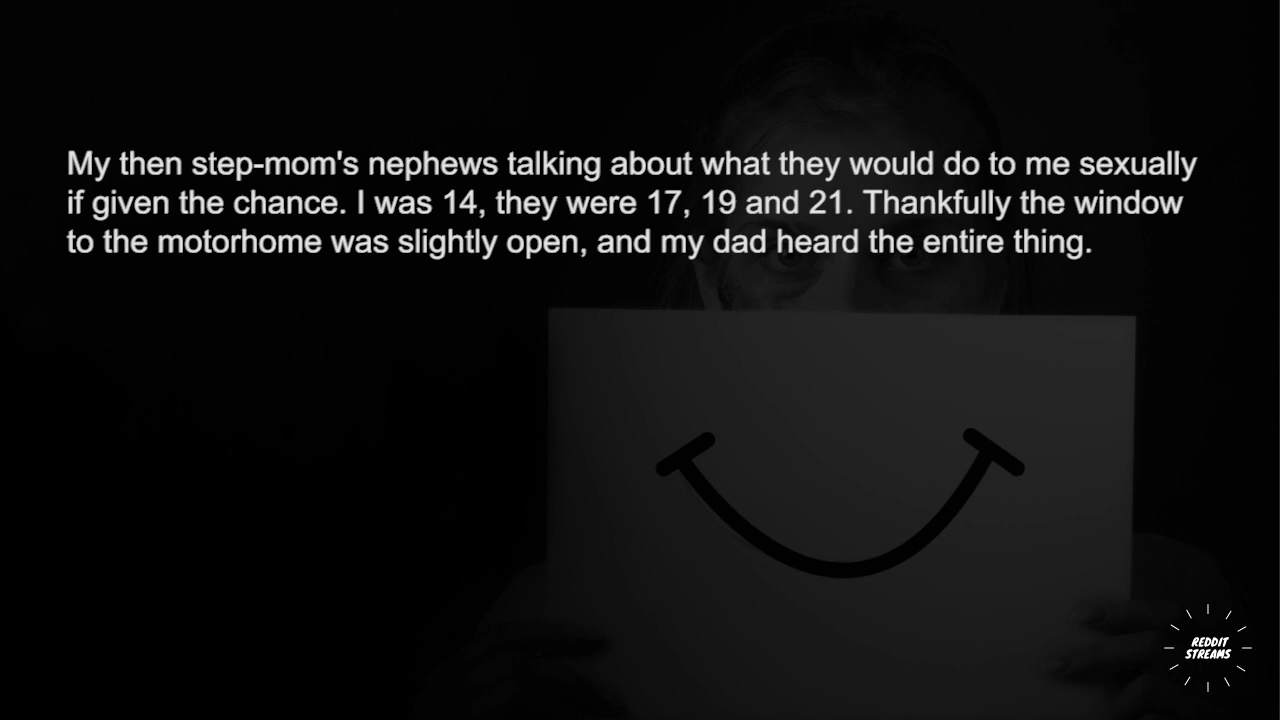 My then step-mom's nephews talking about what they would do to me sexually
if given the chance. I was 14, they were 17, 19 and 21. Thankfully the window
to the motorhome was slightly open, and my dad heard the entire thing.
REDDIT
STREAMS